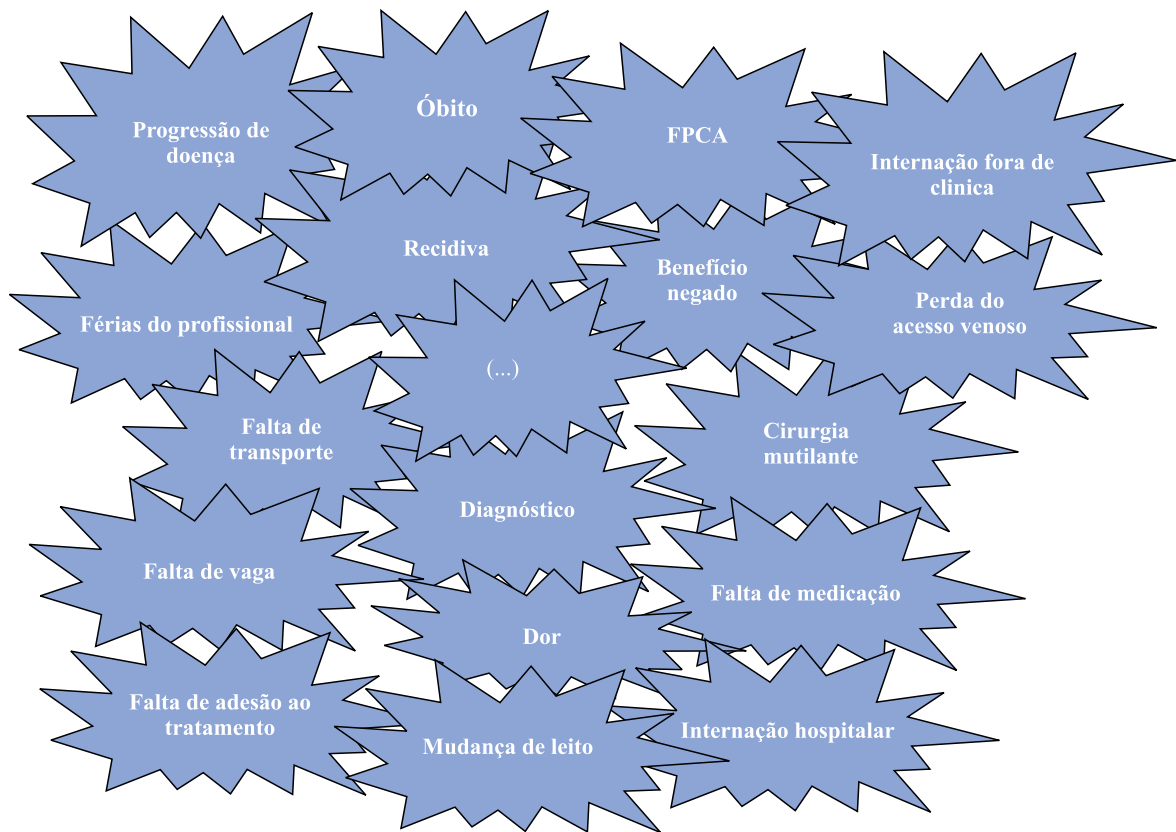 Progressão de
doença
Óbito
FPCA
Internação fora de
clinica
Recidiva
Benefício
negado
Perda do
acesso venoso
Férias do profissional
(...)
Falta de
transporte
Cirurgia
mutilante
Diagnóstico
Falta de vaga
Falta de medicação
Dor
Falta de adesão ao
tratamento
Mudança de leito
Internação hospitalar